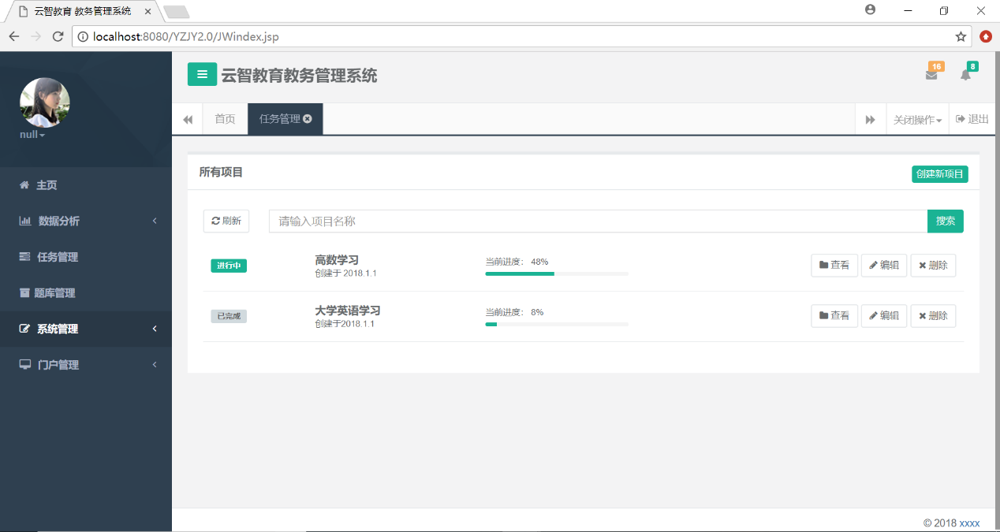 云智教育 教务管理系统
localhost:8080/YZJY2.0/JWindex.jsp
null
主页
数据分析
任务管理
题库管理
系统管理
门户管理
云智教育教务管理系统
16
8
首页
任务管理
关闭操作
退出
所有项目
创建新项目
刷新
请输入项目名称
搜索
进行中
高数学习
创建于 2018.1.1
当前进度： 48%
查看
编辑
删除
已完成
大学英语学习
创建于2018.1.1
当前进度： 8%
查看
编辑
删除
© 2018 xxxx